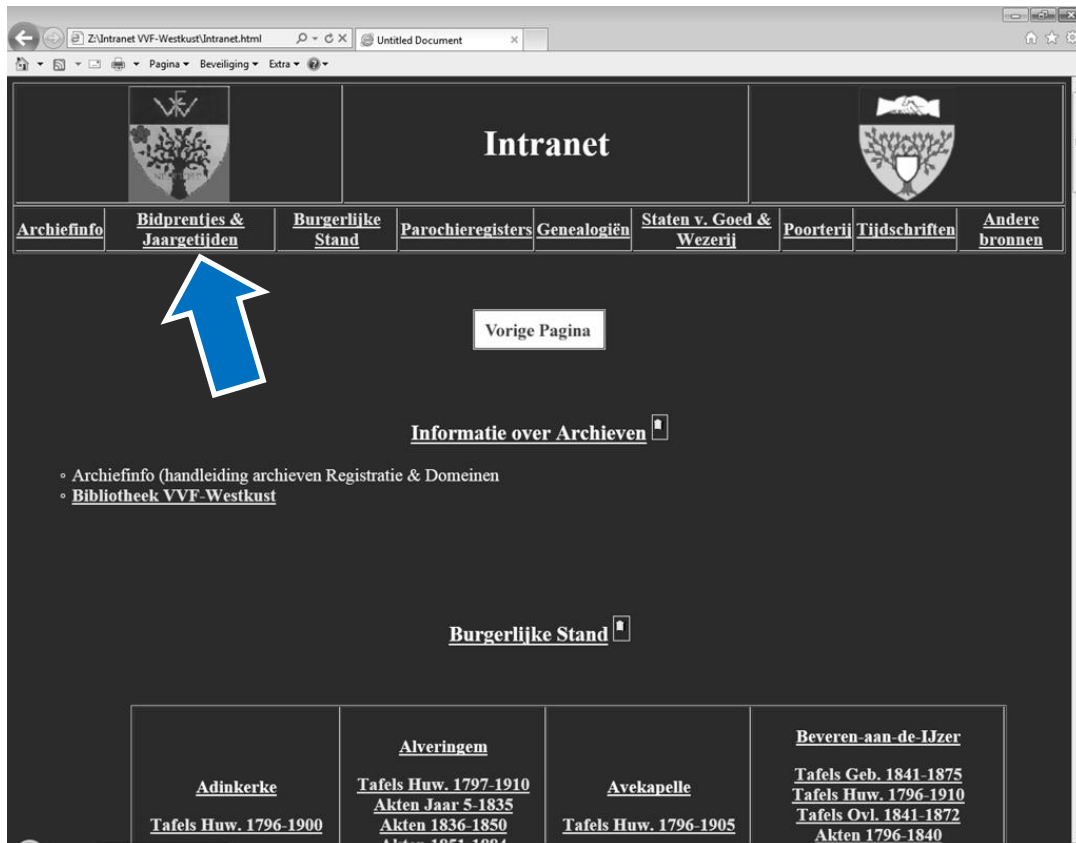 Z:\Intranet VVF-Westkust\Intranet.html
Untitled Document
Pagina Beveiliging Extra
Intranet
Archiefinfo
Bidprentjes &
Jaargetijden
Burgerlijke
Stand
Parochieregisters
Genealogiën
Staten v. Goed &
Wezerij
Poorterij
Tijdschriften
Andere
bronnen
Vorige Pagina
Informatie over Archieven
Archiefinfo (handleiding archieven Registratie & Domeinen
Bibliotheek VVF-Westkust
Burgerlijke Stand
Adinkerke
Tafels Huw. 1796-1900
Alveringem
Tafels Huw. 1797-1910
Akten Jaar 5-1835
Akten 1836-1850
Akten 1851-1884
Avekapelle
Tafels Huw. 1796-1905
Beveren-aan-de-IJzer
Tafels Geb. 1841-1875
Tafels Huw. 1796-1910
Tafels Ovl. 1841-1872
Akten 1796-1840